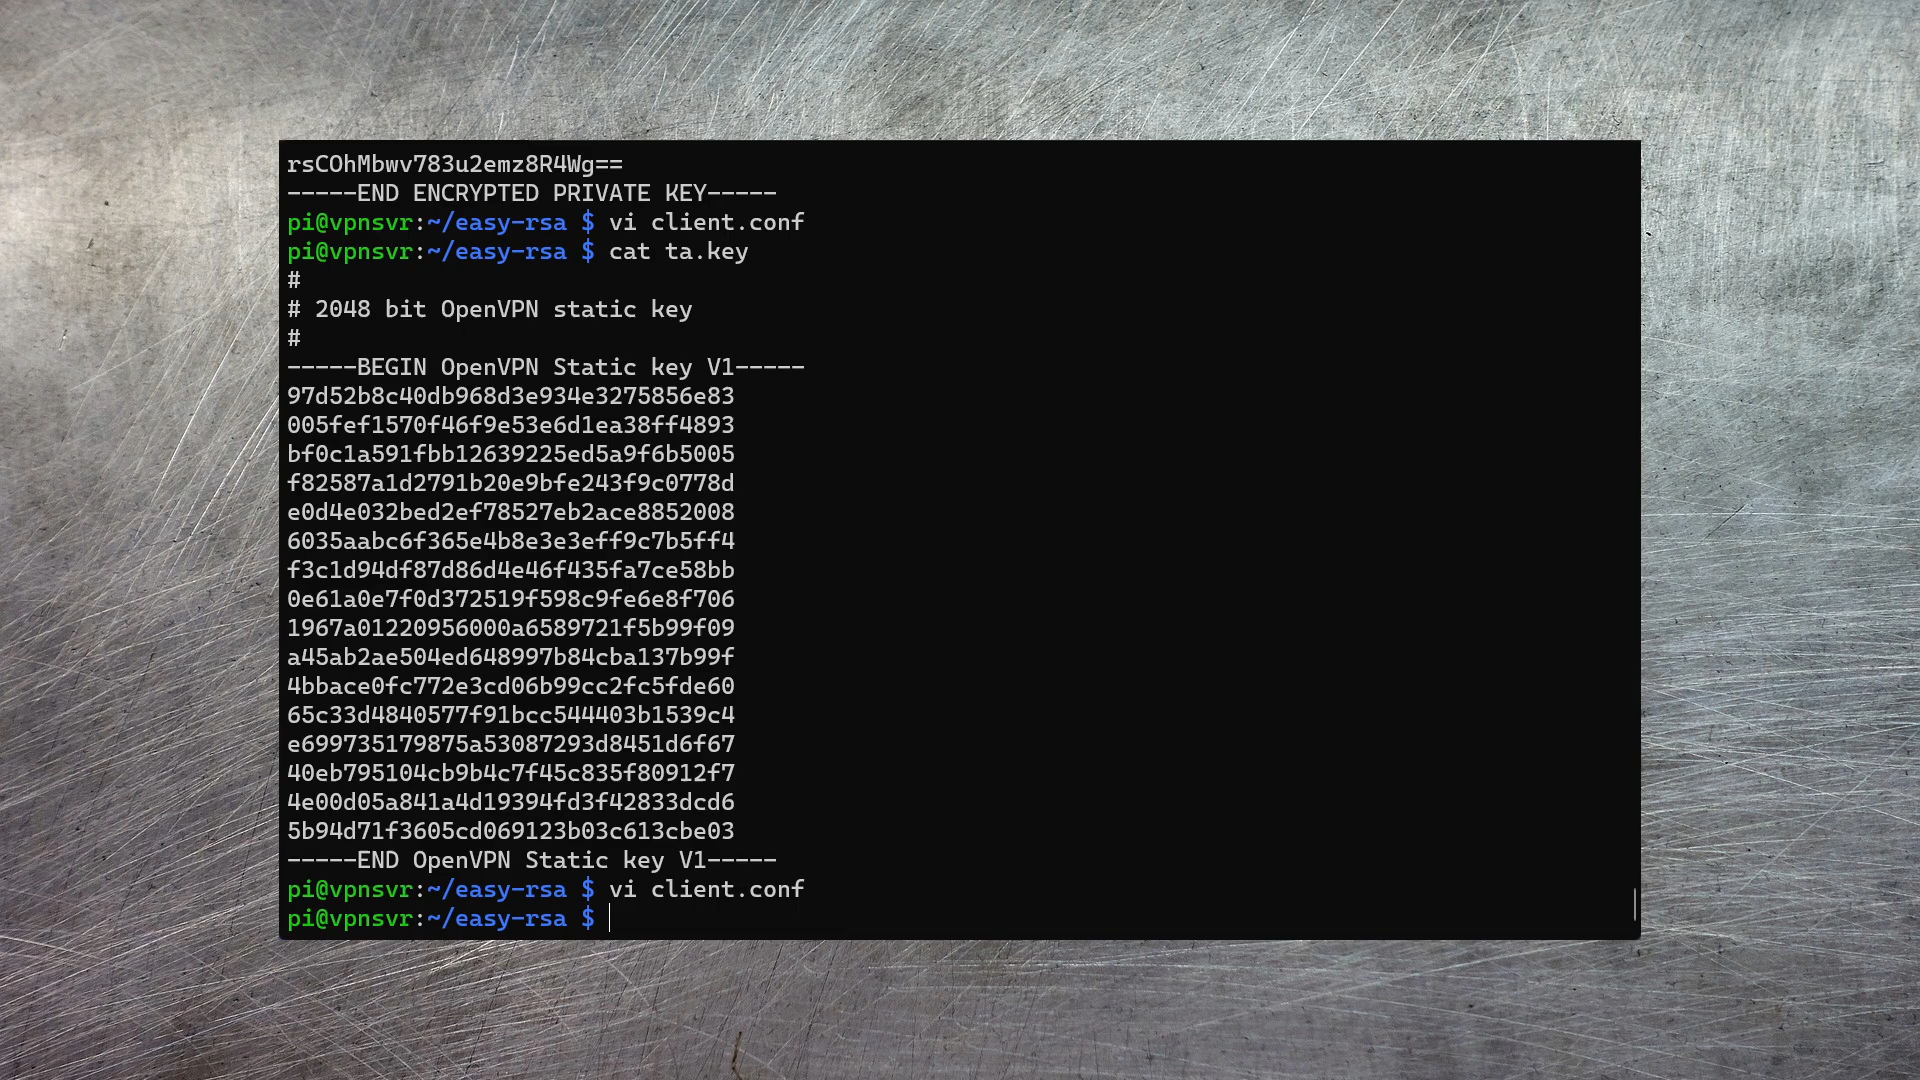 rsCOhMbwv783u2emz8R4Wg==
-----END ENCRYPTED PRIVATE KEY-----
pi@vpnsvr:~/easy-rsa $ vi client.conf
pi@vpnsvr:~/easy-rsa $ cat ta.key
#
# 2048 bit OpenVPN static key
#
-----BEGIN OpenVPN Static key V1-----
97d52b8c40db968d3e934e3275856e83
005fef1570f46f9e53e6d1ea38ff4893
bf0c1a591fbb12639225ed5a9f6b5005
f82587a1d2791b20e9bfe243f9c0778d
e0d4e032bed2ef78527eb2ace8852008
6035aabc6f365e4b8e3e3eff9c7b5ff4
f3c1d94df87d86d4e46f435fa7ce58bb
0e61a0e7f0d372519f598c9fe6e8f706
1967a01220956000a6589721f5b99f09
a45ab2ae504ed648997b84cba137b99f
4bbace0fc772e3cd06b99cc2fc5fde60
65c33d4840577f91bcc544403b1539c4
e699735179875a53087293d8451d6f67
40eb795104cb9b4c7f45c835f80912f7
4e00d05a841a4d19394fd3f42833dcd6
5b94d71f3605cd069123b03c613cbe03
-----END OpenVPN Static key V1-----
pi@vpnsvr:~/easy-rsa $ vi client.conf
pi@vpnsvr:~/easy-rsa $